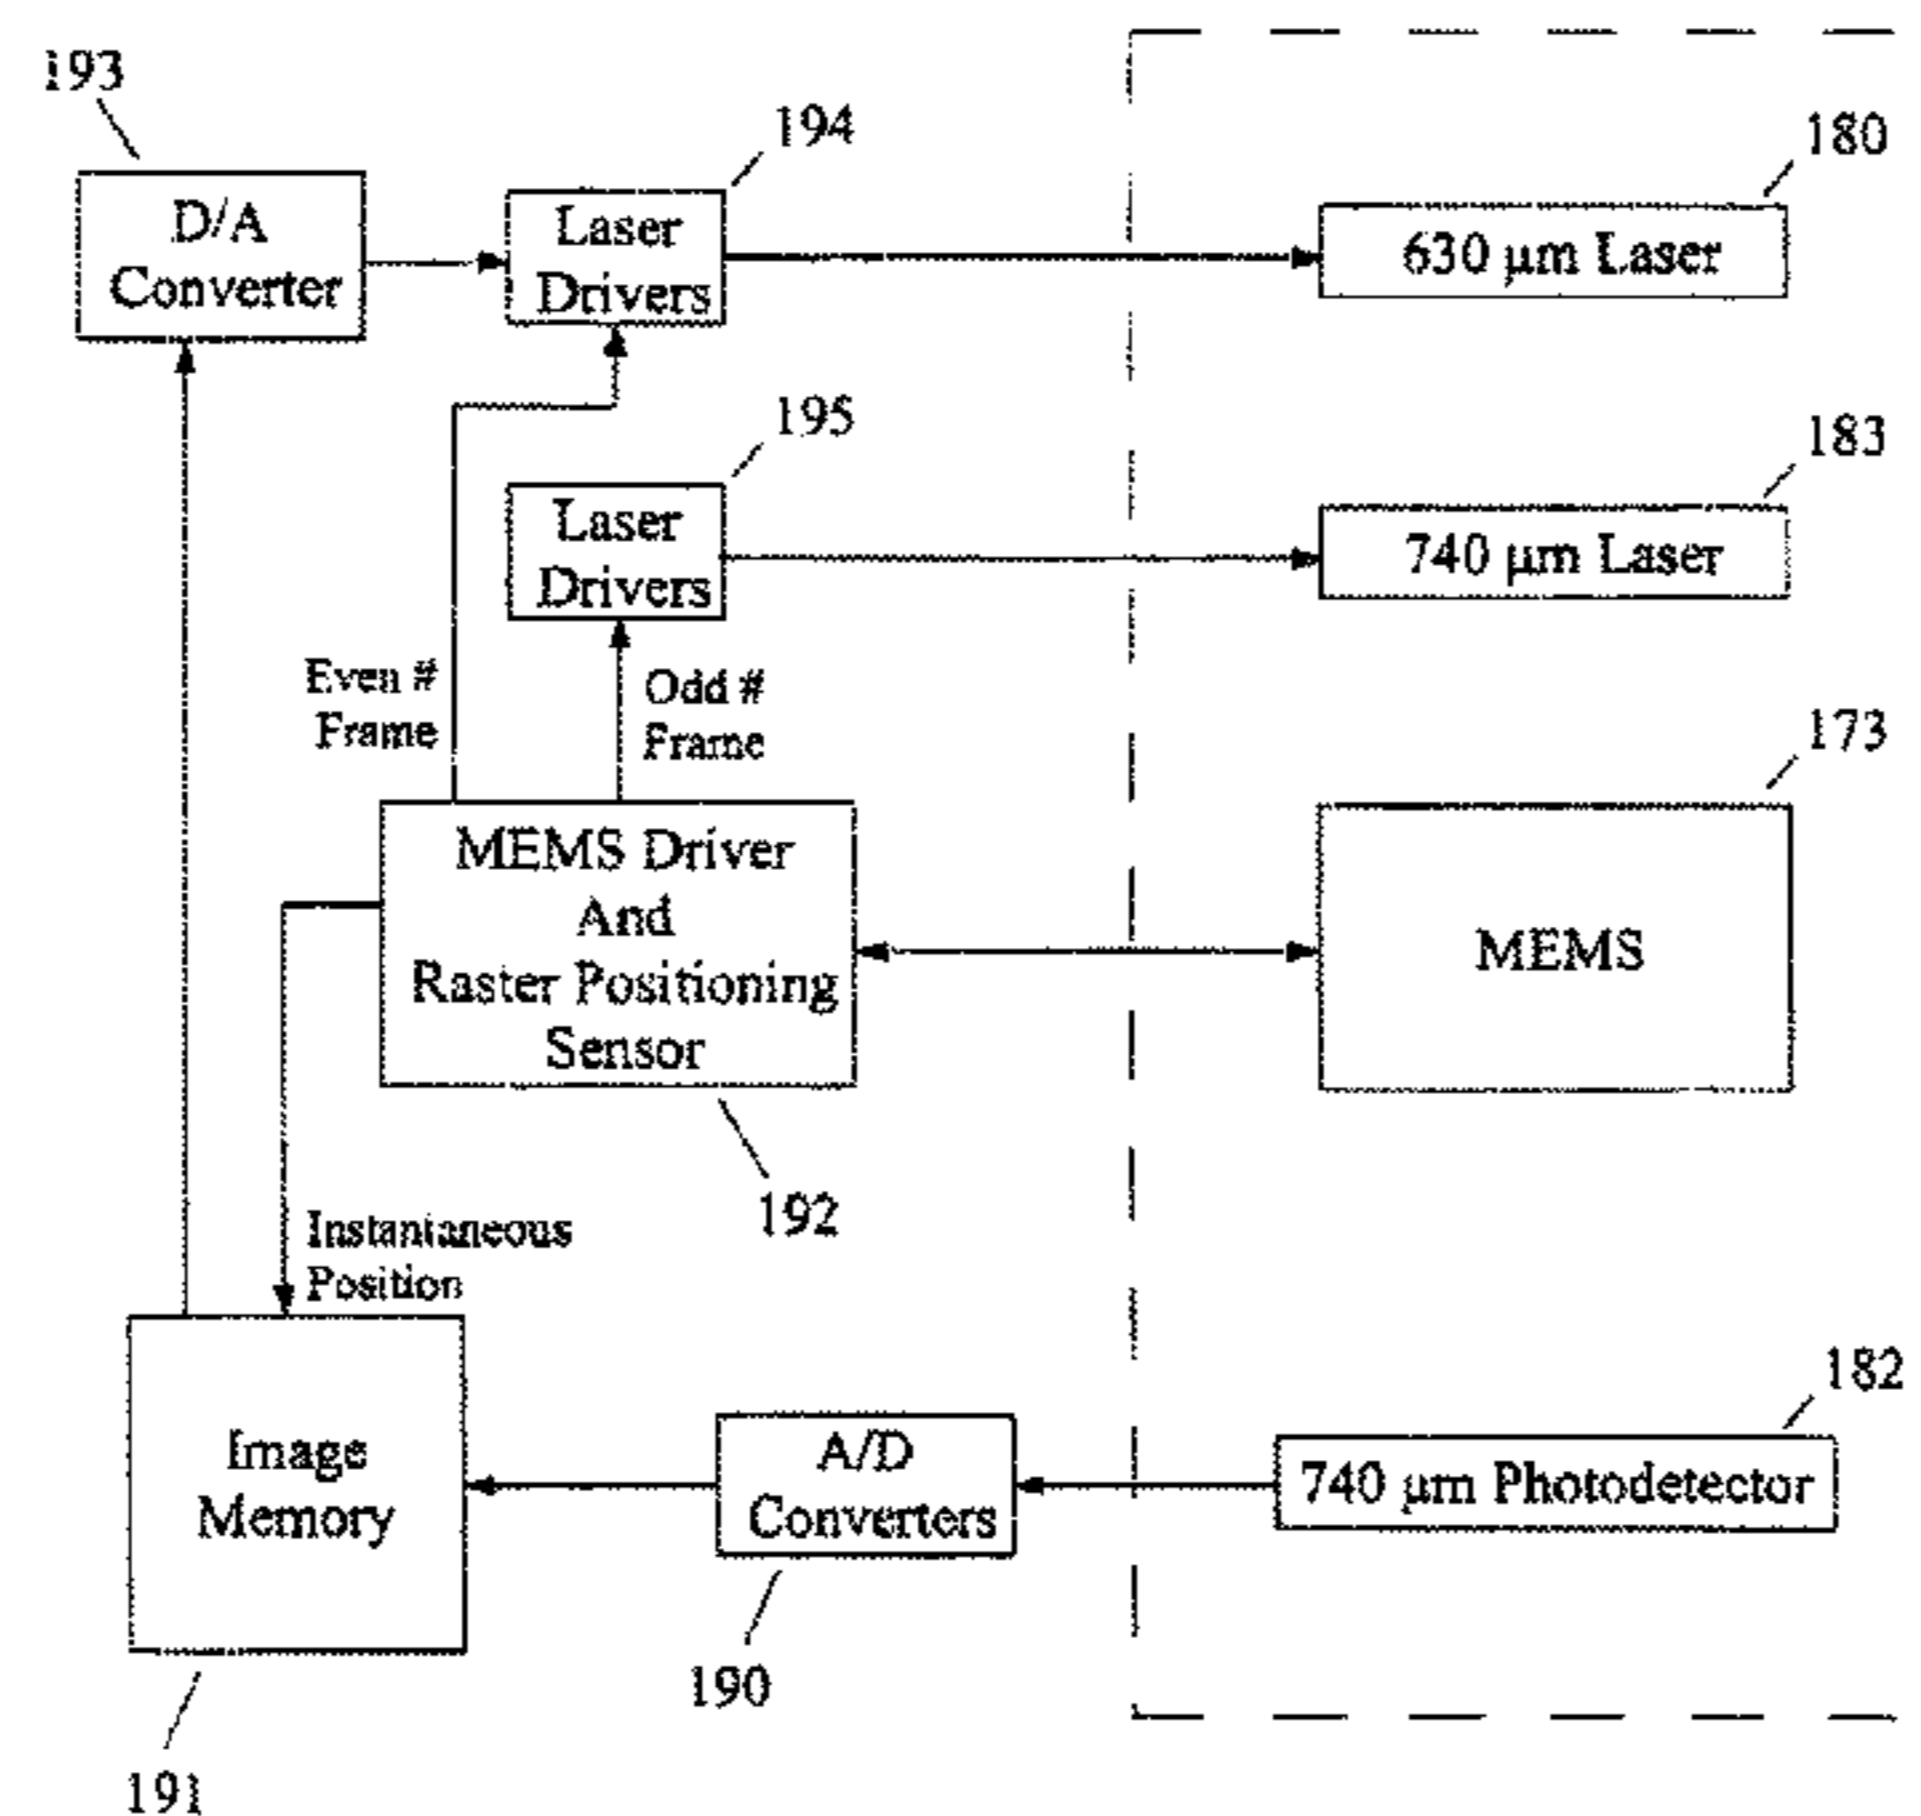 193
194
180
D/A
Converter
Laser
Drivers
630 µm Laser
195
183
Laser
Drivers
740 µm Laser
Even #
Frame
Odd #
Frame
173
MEMS Driver
And
Raster Positioning
Sensor
MEMS
192
Instantaneous
Position
182
Image
Memory
A/D
Converters
740 µm Photodetector
190
191